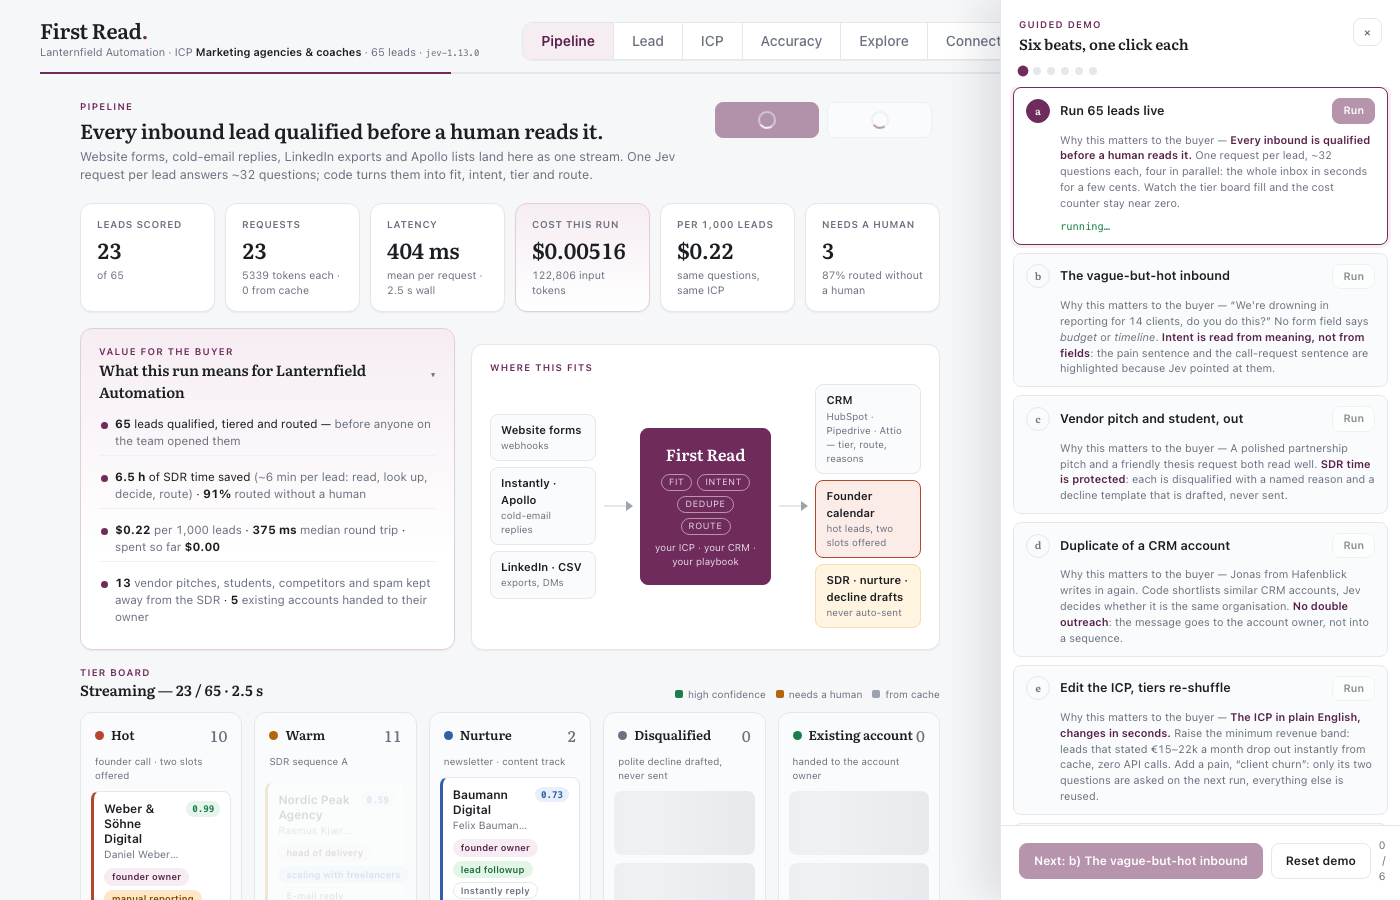 First Read.
Lanternfield Automation · ICP Marketing agencies & coaches · 65 leads · jev-1.13.0
Pipeline
Lead
ICP
Accuracy
Explore
Connect
PIPELINE
Every inbound lead qualified before a human reads it.
Website forms, cold-email replies, LinkedIn exports and Apollo lists land here as one stream. One Jev
request per lead answers ~32 questions; code turns them into fit, intent, tier and route.
LEADS SCORED
23
of 65
REQUESTS
23
5339 tokens each ·
0 from cache
LATENCY
404 ms
mean per request ·
2.5 s wall
COST THIS RUN
$0.00516
122,806 input
tokens
PER 1,000 LEADS
$0.22
same questions,
same ICP
NEEDS A HUMAN
3
87% routed without
a human
VALUE FOR THE BUYER
What this run means for Lanternfield
Automation
65 leads qualified, tiered and routed — before anyone on
the team opened them
6.5 h of SDR time saved (~6 min per lead: read, look up,
decide, route) · 91% routed without a human
$0.22 per 1,000 leads · 375 ms median round trip ·
spent so far $0.00
13 vendor pitches, students, competitors and spam kept
away from the SDR · 5 existing accounts handed to their
owner
WHERE THIS FITS
Website forms
webhooks
Instantly ·
Apollo
cold-email
replies
LinkedIn · CSV
exports, DMs
First Read
FIT
INTENT
DEDUPE
ROUTE
your ICP · your CRM ·
your playbook
CRM
HubSpot ·
Pipedrive · Attio
— tier, route,
reasons
Founder
calendar
hot leads, two
slots offered
SDR · nurture ·
decline drafts
never auto-sent
TIER BOARD
Streaming — 23 / 65 · 2.5 s
high confidence
needs a human
from cache
Hot 10
founder call · two slots
offered
Weber &
Söhne
Digital
0.99
Daniel Weber...
founder owner
manual reporting
Warm 11
SDR sequence A
Nordic Peak
Agency
0.59
Rasmus Kjær...
head of delivery
scaling with freelancers
E-mail reply
Nurture 2
newsletter · content track
Baumann
Digital
0.73
Felix Bauman...
founder owner
lead followup
Instantly reply
Disqualified 0
polite decline drafted,
never sent
Existing account 0
handed to the account
owner
GUIDED DEMO
Six beats, one click each
×
a
Run 65 leads live
Run
Why this matters to the buyer — Every inbound is qualified
before a human reads it. One request per lead, ~32
questions each, four in parallel: the whole inbox in seconds
for a few cents. Watch the tier board fill and the cost
counter stay near zero.
running…
b
The vague-but-hot inbound
Run
Why this matters to the buyer — “We're drowning in
reporting for 14 clients, do you do this?” No form field says
budget or timeline. Intent is read from meaning, not from
fields: the pain sentence and the call-request sentence are
highlighted because Jev pointed at them.
c
Vendor pitch and student, out
Run
Why this matters to the buyer — A polished partnership
pitch and a friendly thesis request both read well. SDR time
is protected: each is disqualified with a named reason and a
decline template that is drafted, never sent.
d
Duplicate of a CRM account
Run
Why this matters to the buyer — Jonas from Hafenblick
writes in again. Code shortlists similar CRM accounts, Jev
decides whether it is the same organisation. No double
outreach: the message goes to the account owner, not into
a sequence.
e
Edit the ICP, tiers re-shuffle
Run
Why this matters to the buyer — The ICP in plain English,
changes in seconds. Raise the minimum revenue band:
leads that stated €15–22k a month drop out instantly from
cache, zero API calls. Add a pain, “client churn”: only its two
questions are asked on the next run, everything else is
reused.
Next: b) The vague-but-hot inbound
Reset demo
0
/
6